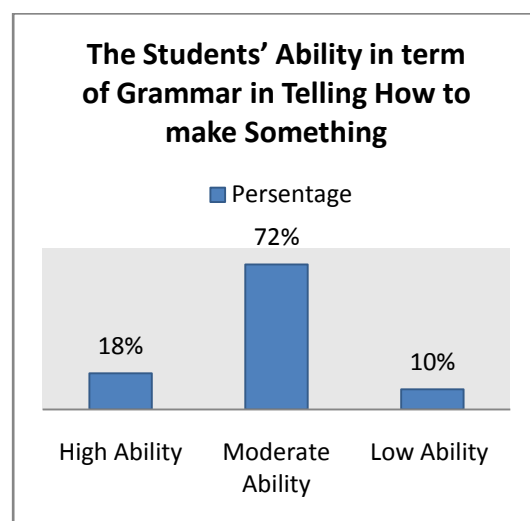 The Students' Ability in term
of Grammar in Telling How to
make Something
Persentage
72%
18%
10%
High Ability
Moderate
Ability
Low Ability